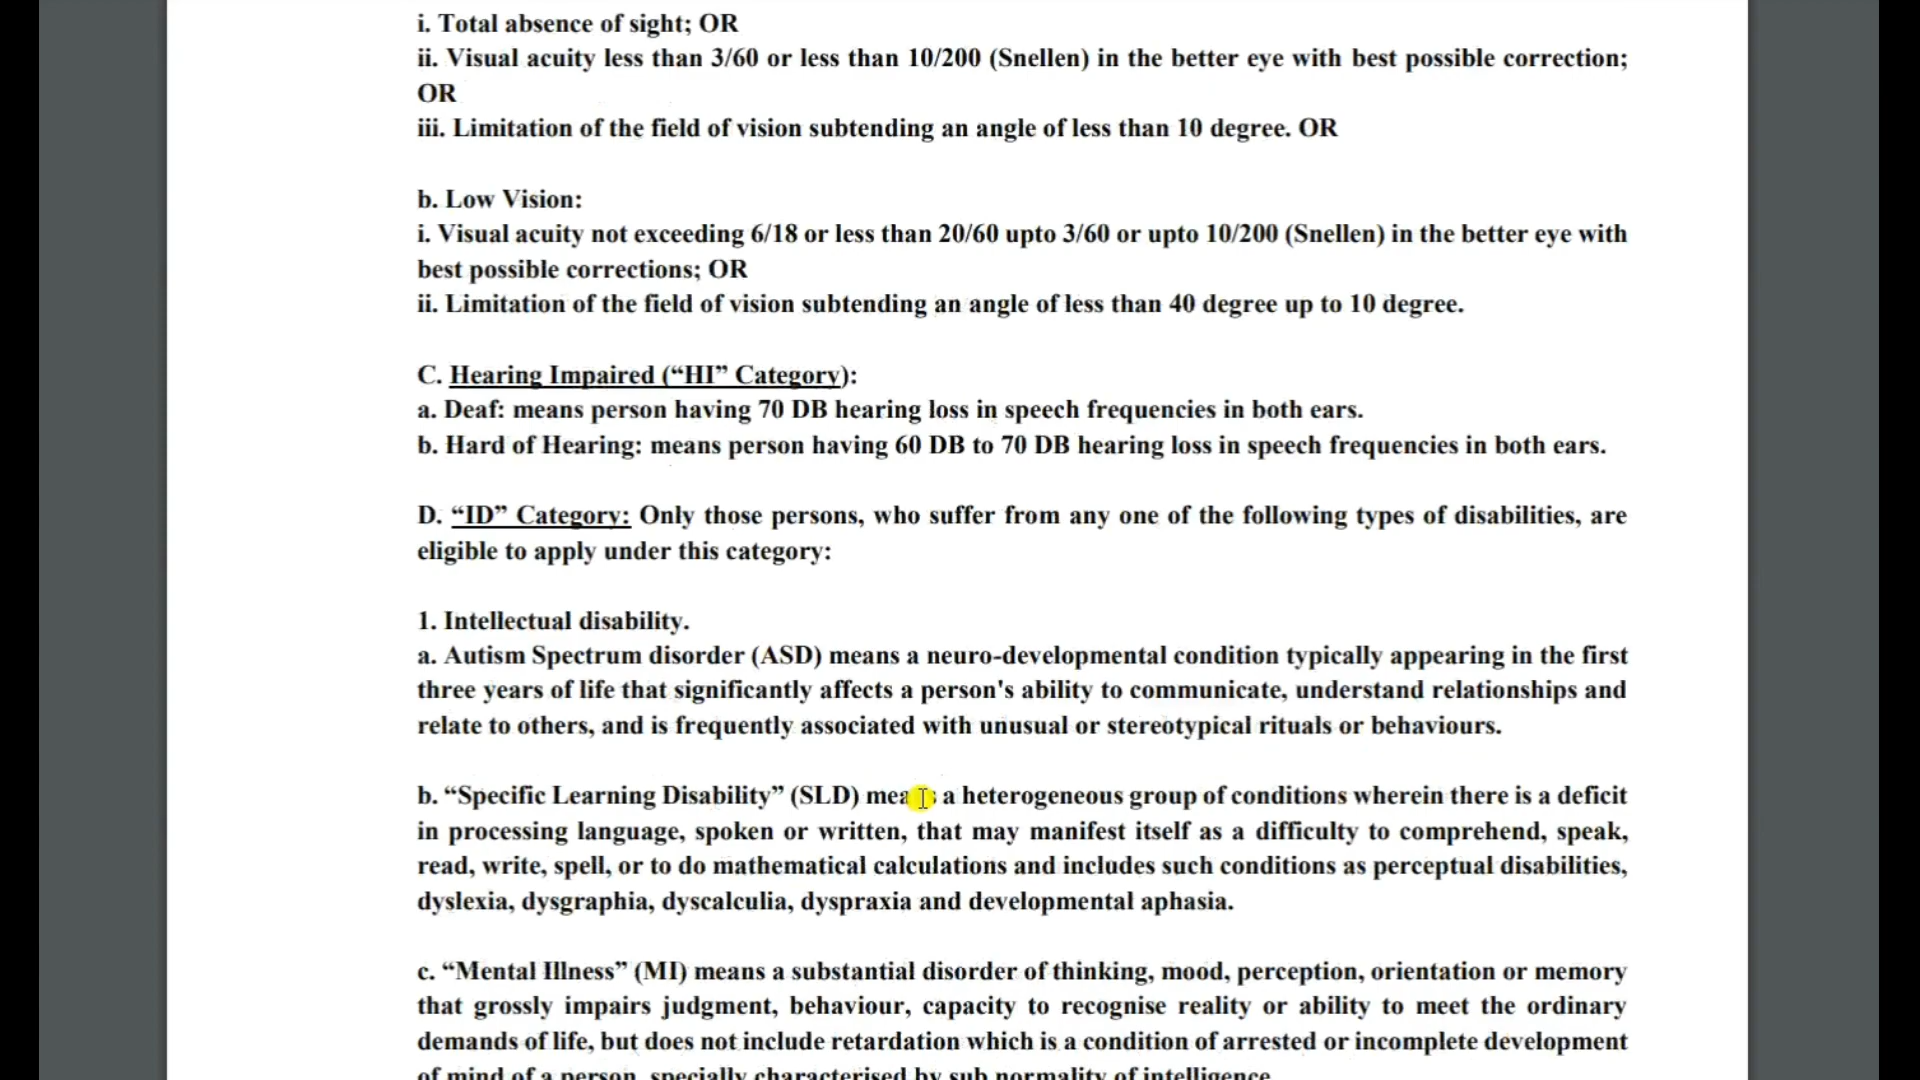 i. Total absence of sight; OR
ii. Visual acuity less than 3/60 or less than 10/200 (Snellen) in the better eye with best possible correction;
OR
iii. Limitation of the field of vision subtending an angle of less than 10 degree. OR
b. Low Vision:
i. Visual acuity not exceeding 6/18 or less than 20/60 upto 3/60 or upto 10/200 (Snellen) in the better eye with
best possible corrections; OR
ii. Limitation of the field of vision subtending an angle of less than 40 degree up to 10 degree.
C. Hearing Impaired (“HI” Category):
a. Deaf: means person having 70 DB hearing loss in speech frequencies in both ears.
b. Hard of Hearing: means person having 60 DB to 70 DB hearing loss in speech frequencies in both ears.
D. “ID” Category: Only those persons, who suffer from any one of the following types of disabilities, are
eligible to apply under this category:
1. Intellectual disability.
a. Autism Spectrum disorder (ASD) means a neuro-developmental condition typically appearing in the first
three years of life that significantly affects a person's ability to communicate, understand relationships and
relate to others, and is frequently associated with unusual or stereotypical rituals or behaviours.
b. “Specific Learning Disability” (SLD) means a heterogeneous group of conditions wherein there is a deficit
in processing language, spoken or written, that may manifest itself as a difficulty to comprehend, speak,
read, write, spell, or to do mathematical calculations and includes such conditions as perceptual disabilities,
dyslexia, dysgraphia, dyscalculia, dyspraxia and developmental aphasia.
c. “Mental Illness” (MI) means a substantial disorder of thinking, mood, perception, orientation or memory
that grossly impairs judgment, behaviour, capacity to recognise reality or ability to meet the ordinary
demands of life, but does not include retardation which is a condition of arrested or incomplete development
of mind of a person, specially characterised by sub normality of intelligence.